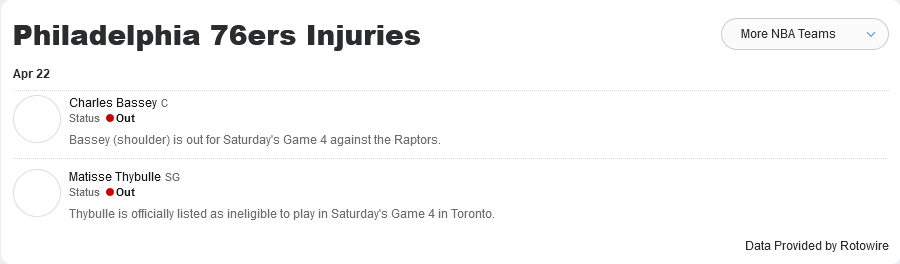 Philadelphia 76ers Injuries
More NBA Teams
Apr 22
Charles Bassey C
Status Out
Bassey (shoulder) is out for Saturday's Game 4 against the Raptors.
Matisse Thybulle SG
Status Out
Thybulle is officially listed as ineligible to play in Saturday's Game 4 in Toronto.
Data Provided by Rotowire